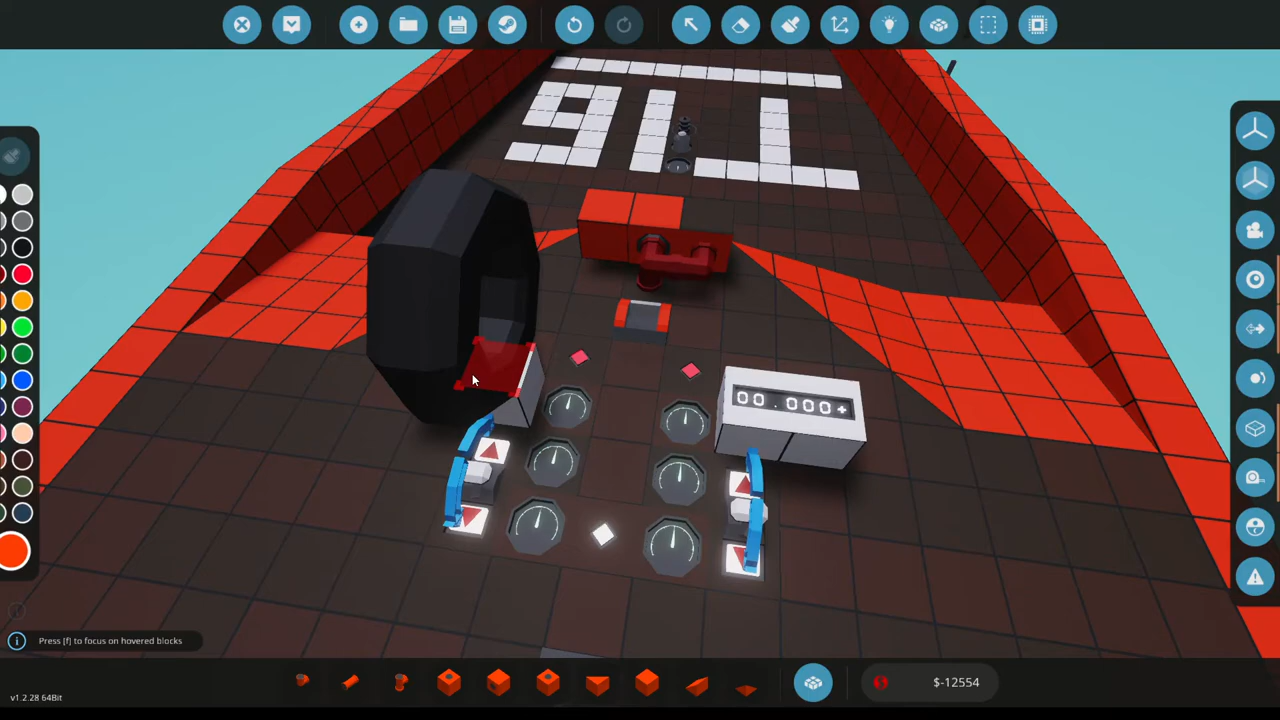 911
00.000+
Press [f] to focus on hovered blocks
$-12554
v1.2.28 64Bit